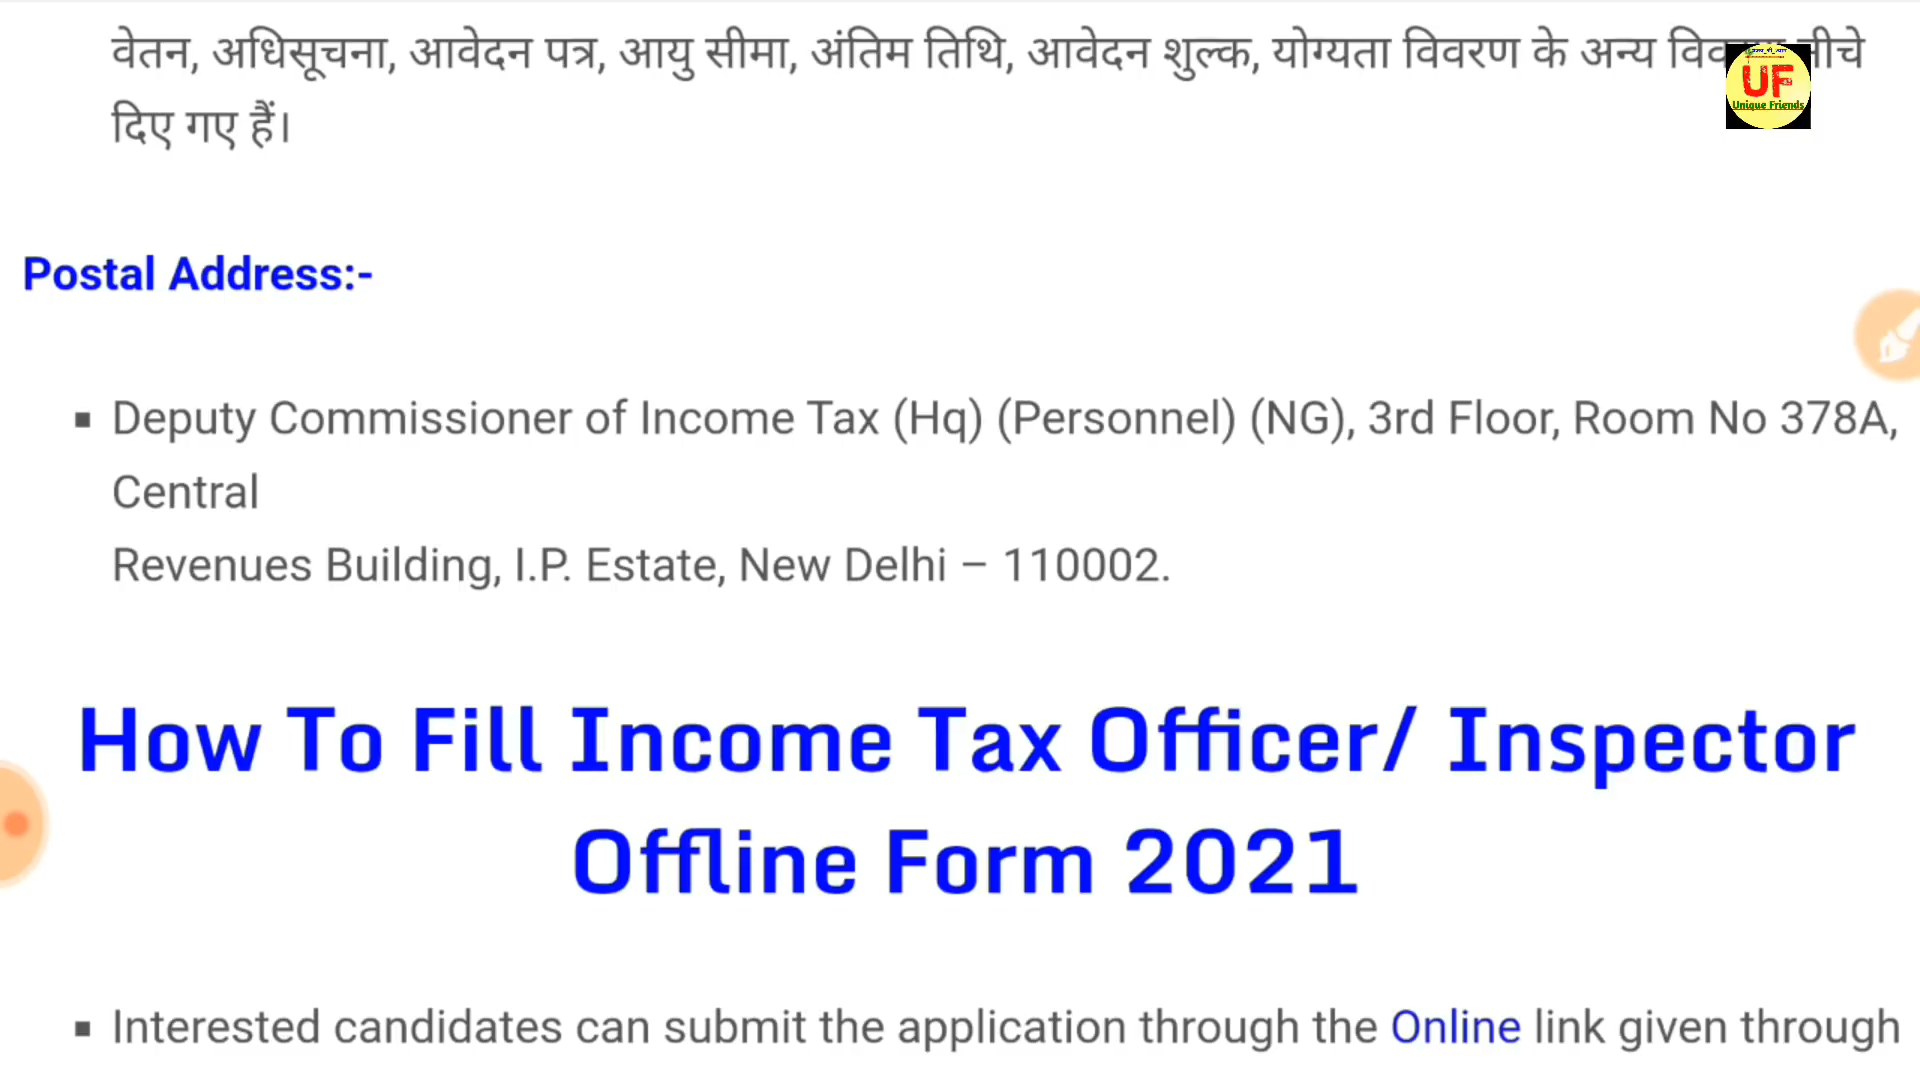 वेतन, अधिसूचना, आवेदन पत्र, आयु सीमा, अंतिम तिथि, आवेदन शुल्क, योग्यता विवरण के अन्य नीचे
दिए गए हैं।
UF
Unique Friends
Postal Address:-
▪ Deputy Commissioner of Income Tax (Hq) (Personnel) (NG), 3rd Floor, Room No 378A,
Central
Revenues Building, I.P. Estate, New Delhi – 110002.
How To Fill Income Tax Officer/ Inspector
Offline Form 2021
▪ Interested candidates can submit the application through the Online link given through